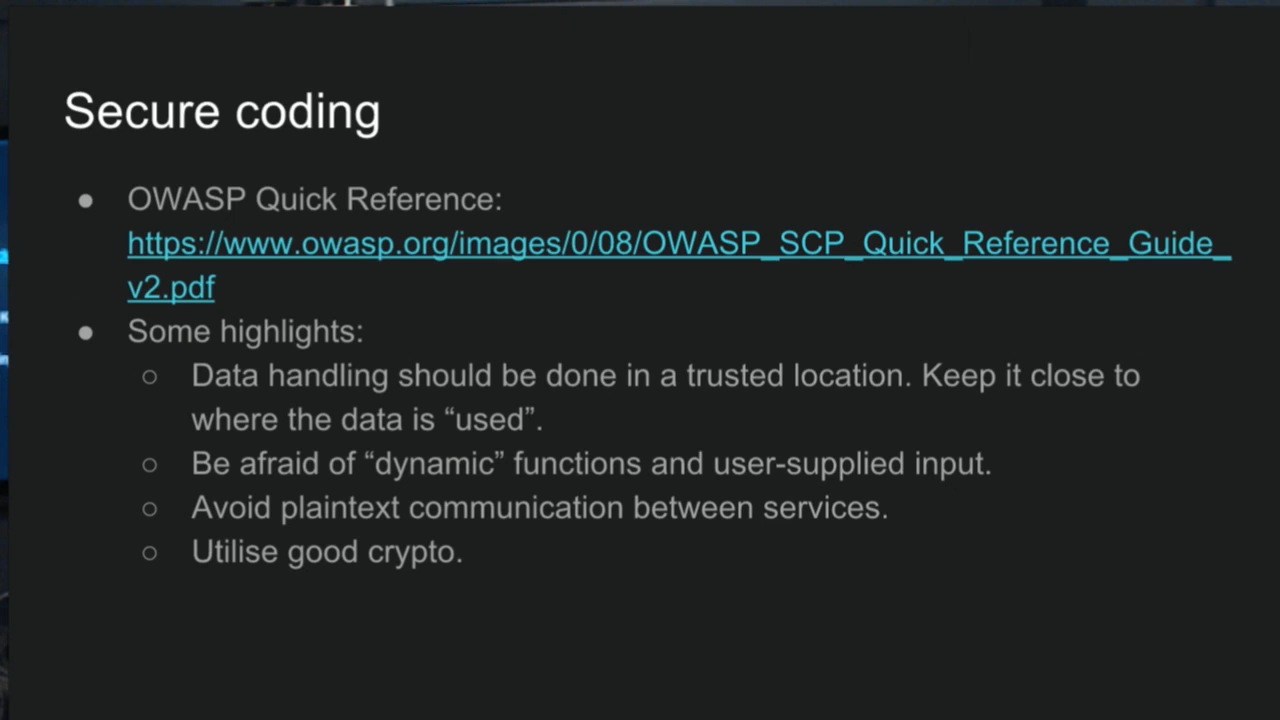 Secure coding
● OWASP Quick Reference:
https://www.owasp.org/images/0/08/OWASP_SCP_Quick_Reference_Guide_
v2.pdf
● Some highlights:
○ Data handling should be done in a trusted location. Keep it close to
where the data is “used”.
○ Be afraid of “dynamic” functions and user-supplied input.
○ Avoid plaintext communication between services.
○ Utilise good crypto.